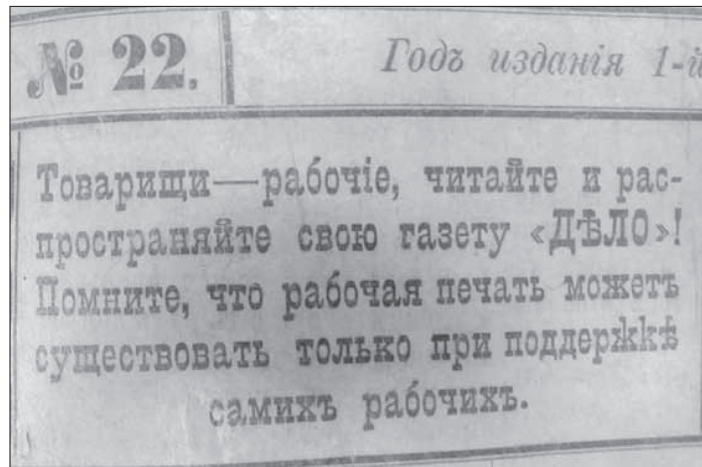 № 22.
Годъ изданія 1-й
Товарищи—рабочіе, читайте и рас-
пространяйте свою газету «ДѢЛО»!
Помните, что рабочая печать можетъ
существовать только при поддержкѣ
самихъ рабочихъ.